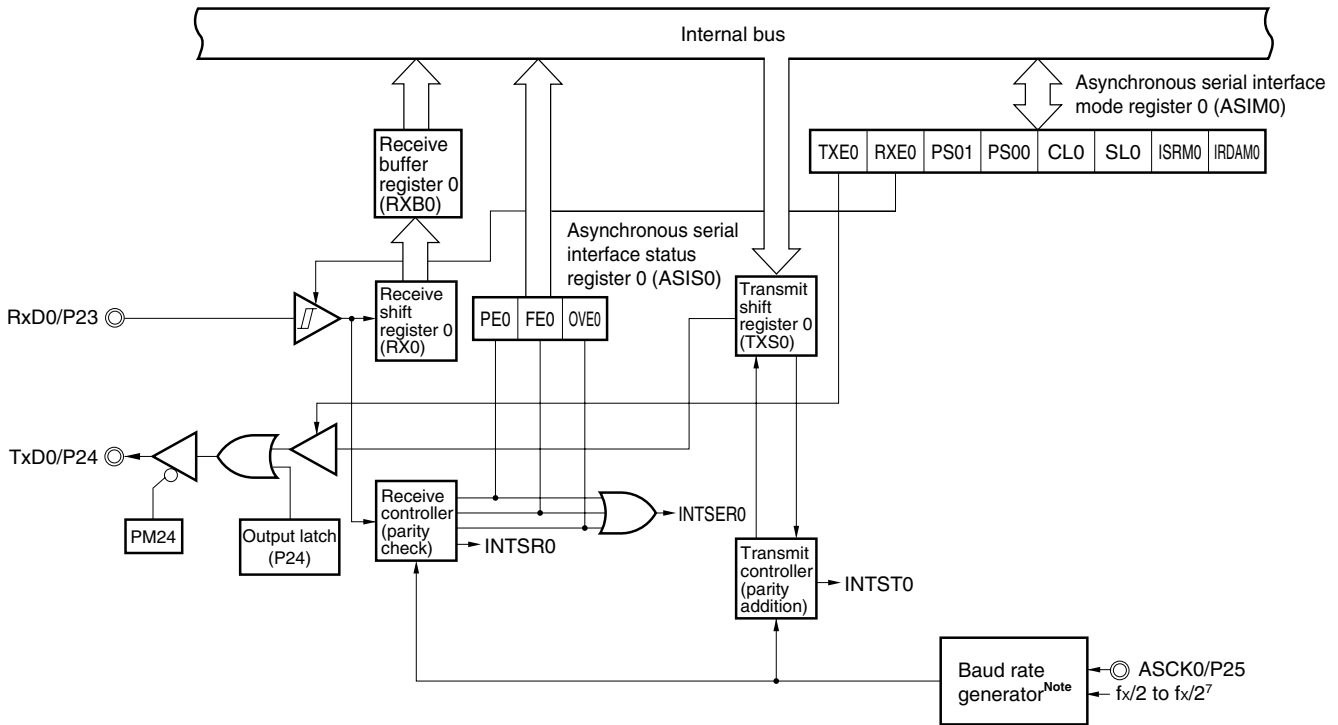 Internal bus
Asynchronous serial interface
mode register 0 (ASIM0)
Receive
buffer
register 0
(RXB0)
TXE0 RXE0 PS01 PS00 CL0 SL0 ISRM0 IRDAM0
Asynchronous serial
interface status
register 0 (ASIS0)
RxD0/P23
Receive
shift
register 0
(RX0)
PE0 FE0 OVE0
Transmit
shift
register 0
(TXS0)
TxD0/P24
PM24
Output latch
(P24)
Receive
controller
(parity
check)
INTSER0
INTSR0
Transmit
controller
(parity
addition)
INTST0
Baud rate
generatorNote
ASCK0/P25
fx/2 to fx/2⁷